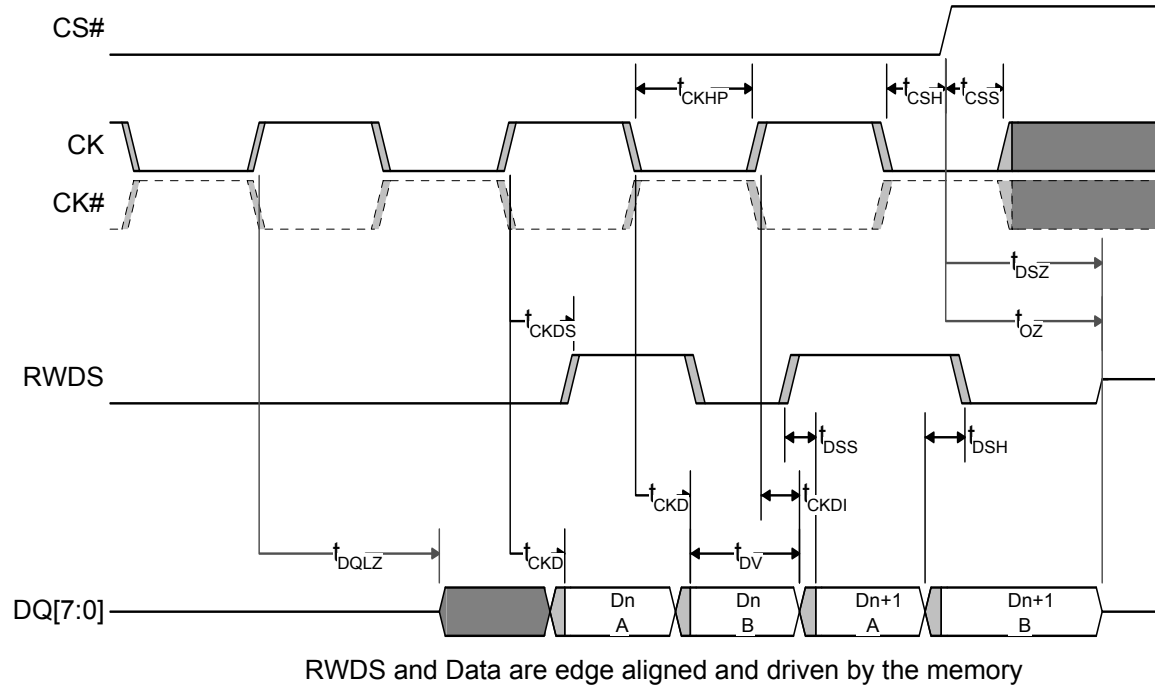 CS#
tCKHP
tCSH
tCSS
CK
CK#
tDSZ
tCKDS
tOZ
RWDS
tDSS
tDSH
tCKD
tCKDI
tDQLZ
tCKD
tDV
DQ[7:0]
Dn
A
Dn
B
Dn+1
A
Dn+1
B
RWDS and Data are edge aligned and driven by the memory